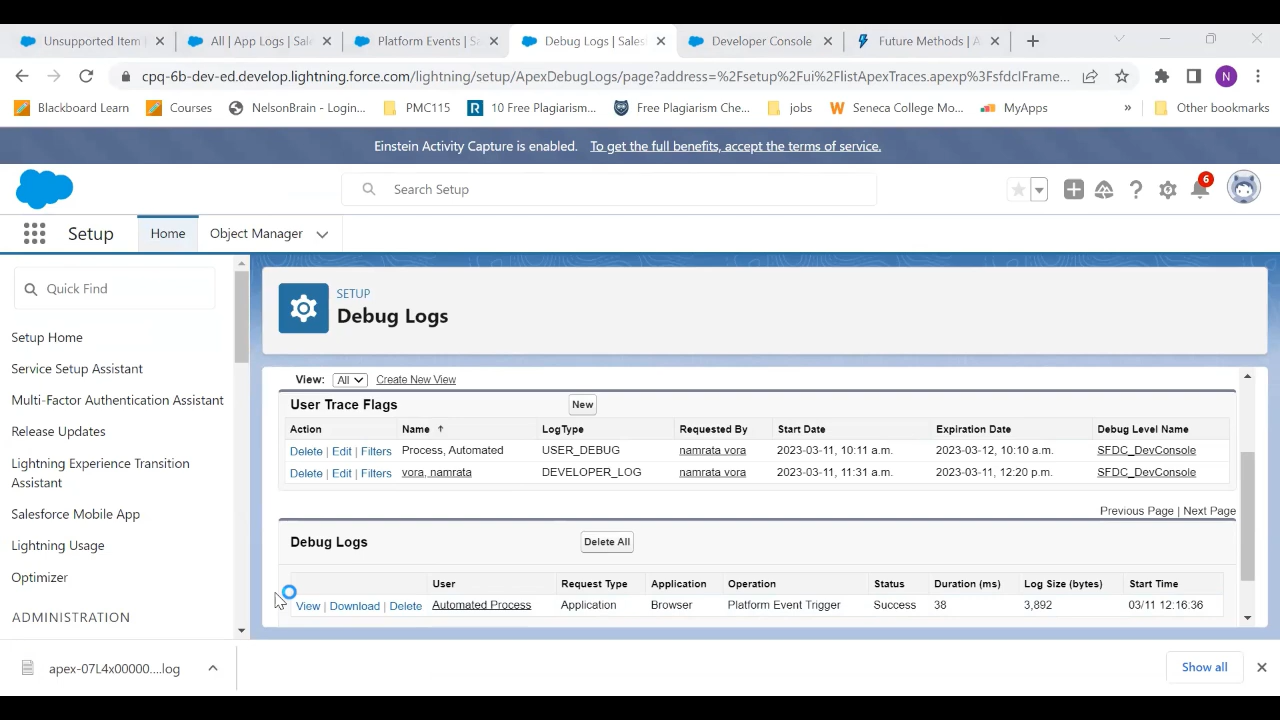 Unsupported Item
All | App Logs | Sale
Platform Events | S
Debug Logs | Sales
Developer Console
Future Methods | A
cpq-6b-dev-ed.develop.lightning.force.com/lightning/setup/ApexDebugLogs/page?address=%2Fsetup%2Fui%2FlistApexTraces.apexp%3FsfdcIFrame...
Blackboard Learn
Courses
NelsonBrain - Login...
PMC115
10 Free Plagiarism...
Free Plagiarism Che...
jobs
Seneca College Mo...
MyApps
»
Other bookmarks
Einstein Activity Capture is enabled. To get the full benefits, accept the terms of service.
Search Setup
6
Setup
Home
Object Manager
Quick Find
Setup Home
Service Setup Assistant
Multi-Factor Authentication Assistant
Release Updates
Lightning Experience Transition
Assistant
Salesforce Mobile App
Lightning Usage
Optimizer
ADMINISTRATION
SETUP
Debug Logs
View: All Create New View
User Trace Flags New
Action Name ↑ LogType Requested By Start Date Expiration Date Debug Level Name
Delete | Edit | Filters Process, Automated USER_DEBUG namrata vora 2023-03-11, 10:11 a.m. 2023-03-12, 10:10 a.m. SFDC_DevConsole
Delete | Edit | Filters vora, namrata DEVELOPER_LOG namrata vora 2023-03-11, 11:31 a.m. 2023-03-11, 12:20 p.m. SFDC_DevConsole
Previous Page | Next Page
Debug Logs Delete All
User Request Type Application Operation Status Duration (ms) Log Size (bytes) Start Time
View | Download | Delete Automated Process Application Browser Platform Event Trigger Success 38 3,892 03/11 12:16:36
apex-07L4x00000....log
Show all
N